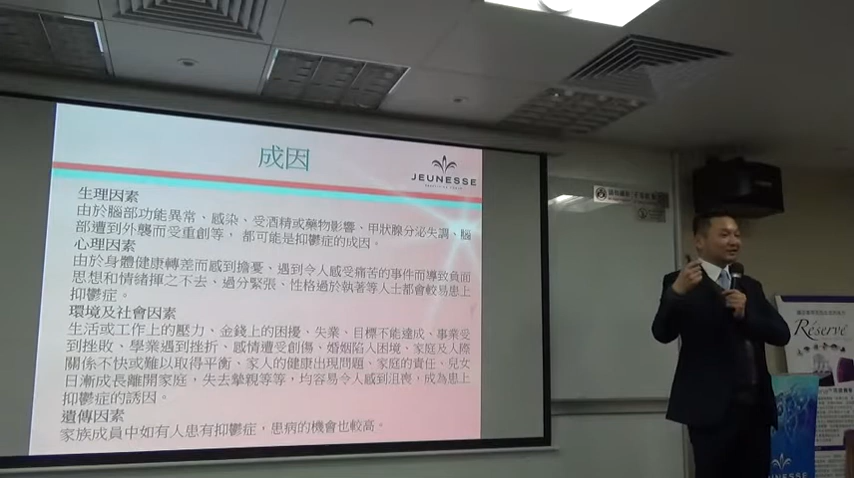 成因
JEUNESSE
生理因素
由於腦部功能異常、感染、受酒精或藥物影響、甲狀腺分泌失調、腦
部遭到外襲而受重創等， 都可能是抑鬱症的成因。
心理因素
由於身體健康轉差而感到擔憂、遇到令人感受痛苦的事件而導致負面
思想和情緒揮之不去、過分緊張、性格過於執著等人士都會較易患上
抑鬱症。
環境及社會因素
生活或工作上的壓力、金錢上的困擾、失業、目標不能達成、事業受
到挫敗、學業遇到挫折、感情遭受創傷、婚姻陷入困境、家庭及人際
關係不快或難以取得平衡、家人的健康出現問題、家庭的責任、兒女
日漸成長離開家庭，失去摯親等等，均容易令人感到沮喪，成為患上
抑鬱症的誘因。
遺傳因素
家族成員中如有人患有抑鬱症，患病的機會也較高。
Réservé
JEUNESSE